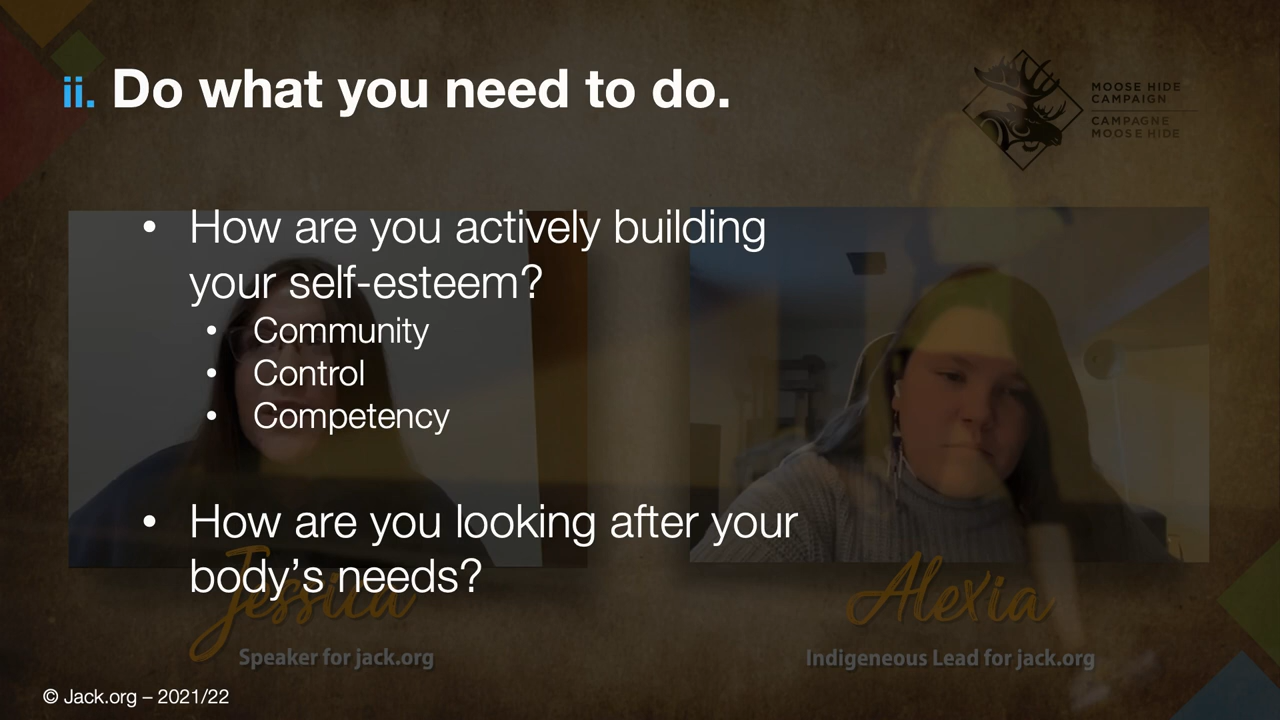 ii. Do what you need to do.
MOOSE HIDE
CAMPAIGN
CAMPAGNE
MOOSE HIDE
• How are you actively building
your self-esteem?
• Community
• Control
• Competency
• How are you looking after your
body’s needs?
Jessica
Alexia
Speaker for jack.org
Indigeneous Lead for jack.org
© Jack.org – 2021/22